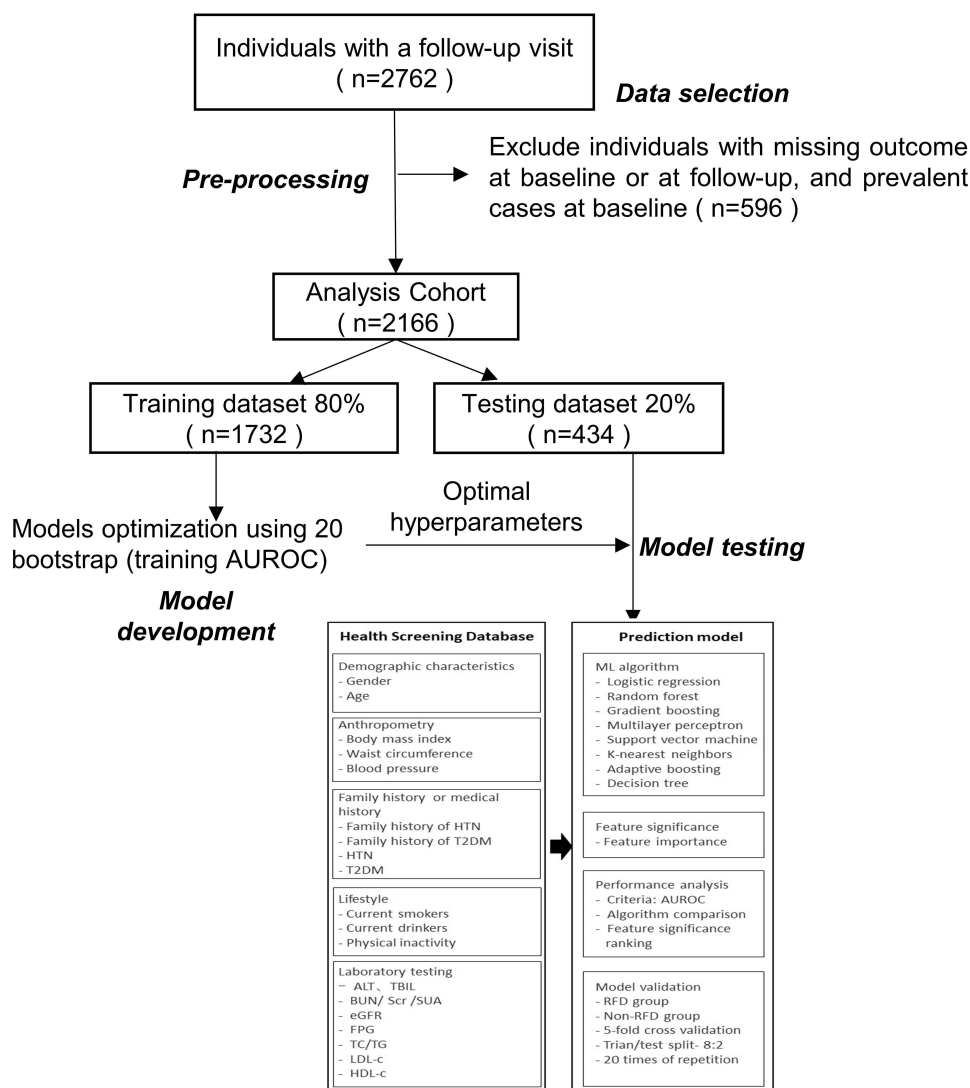 Individuals with a follow-up visit
( n=2762 )
Data selection
Pre-processing
Exclude individuals with missing outcome
at baseline or at follow-up, and prevalent
cases at baseline ( n=596 )
Analysis Cohort
( n=2166 )
Training dataset 80%
( n=1732 )
Testing dataset 20%
( n=434 )
Optimal
hyperparameters
Models optimization using 20
bootstrap (training AUROC)
Model testing
Model
development
Health Screening Database
Demographic characteristics
- Gender
- Age
Anthropometry
- Body mass index
- Waist circumference
- Blood pressure
Family history or medical
history
- Family history of HTN
- Family history of T2DM
- HTN
- T2DM
Lifestyle
- Current smokers
- Current drinkers
- Physical inactivity
Laboratory testing
– ALT、TBIL
- BUN/ Scr /SUA
- eGFR
- FPG
- TC/TG
- LDL-c
- HDL-c
Prediction model
ML algorithm
- Logistic regression
- Random forest
- Gradient boosting
- Multilayer perceptron
- Support vector machine
- K-nearest neighbors
- Adaptive boosting
- Decision tree
Feature significance
- Feature importance
Performance analysis
- Criteria: AUROC
- Algorithm comparison
- Feature significance
ranking
Model validation
- RFD group
- Non-RFD group
- 5-fold cross validation
- Trian/test split- 8:2
- 20 times of repetition